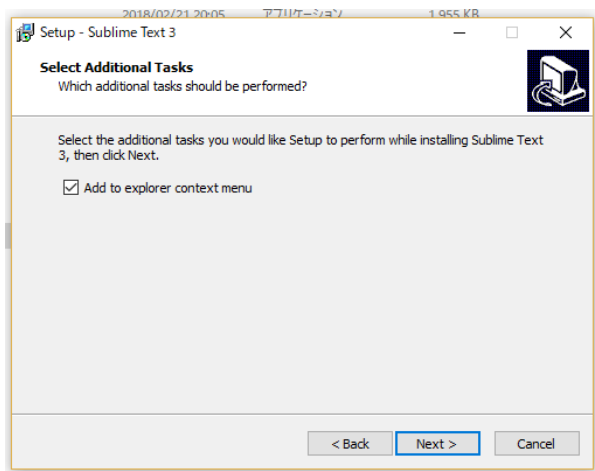 2018/02/21 20:05 アプリケーション 1,955 KB
Setup - Sublime Text 3
Select Additional Tasks
Which additional tasks should be performed?
Select the additional tasks you would like Setup to perform while installing Sublime Text
3, then click Next.
Add to explorer context menu
< Back Next > Cancel